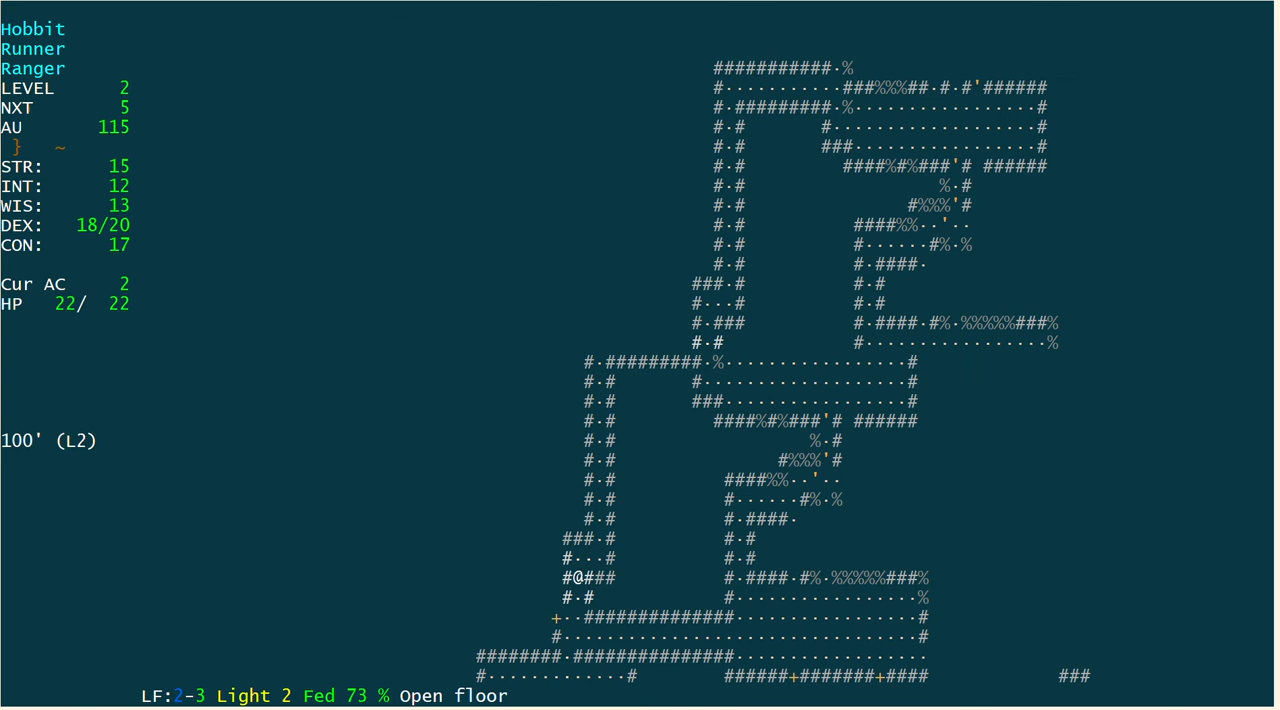 Hobbit
Runner
Ranger
LEVEL 2
NXT 5
AU 115
} ~
STR: 15
INT: 12
WIS: 13
DEX: 18/20
CON: 17
Cur AC 2
HP 22/ 22
100' (L2)
LF:2-3 Light 2 Fed 73 % Open floor